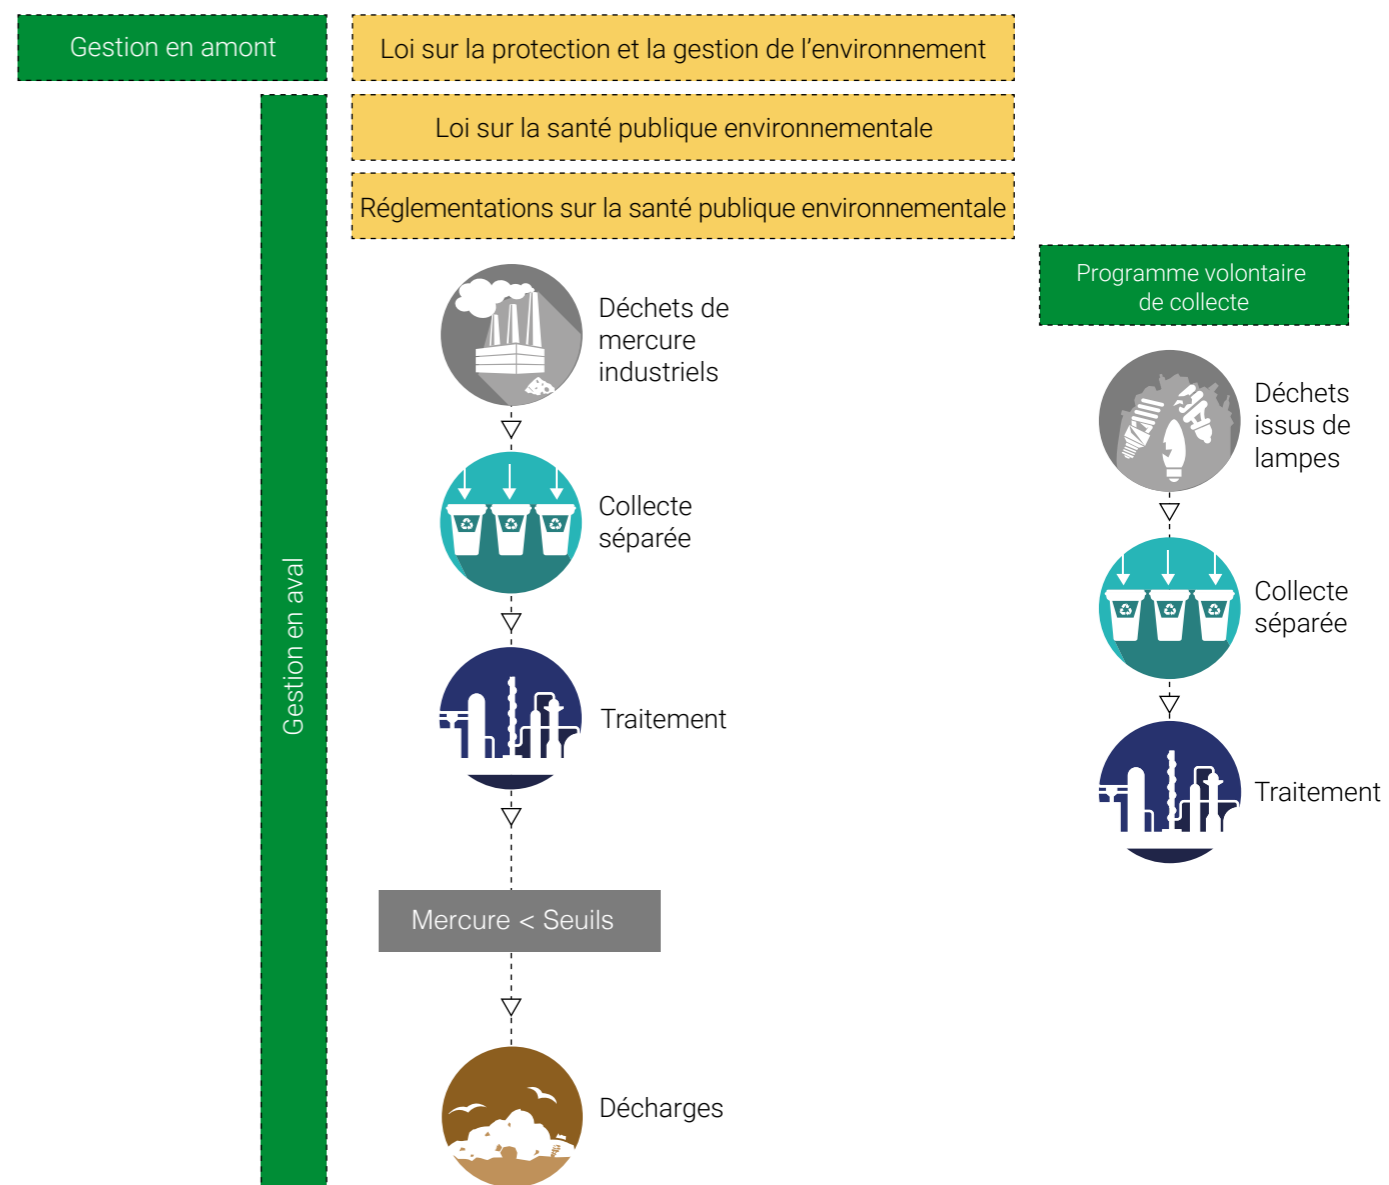 Gestion en amont
Loi sur la protection et la gestion de l'environnement
Loi sur la santé publique environnementale
Réglementations sur la santé publique environnementale
Gestion en aval
Déchets de
mercure
industriels
Collecte
séparée
Traitement
Mercure < Seuils
Décharges
Programme volontaire
de collecte
Déchets
issus de
lampes
Collecte
séparée
Traitement